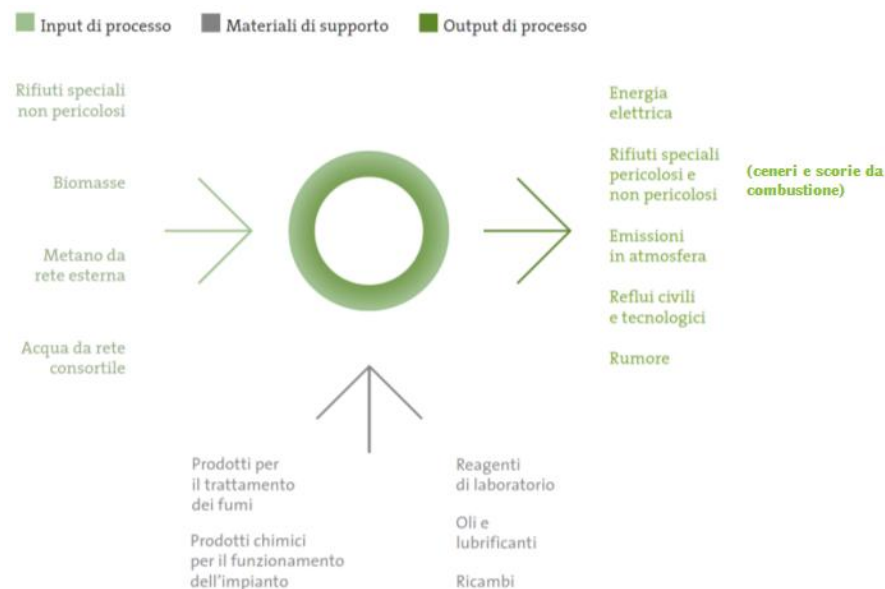 Input di processo
Materiali di supporto
Output di processo
Rifiuti speciali
non pericolosi
Biomasse
Metano da
rete esterna
Acqua da rete
consortile
Energia
elettrica
Rifiuti speciali
pericolosi e
non pericolosi
(ceneri e scorie da
combustione)
Emissioni
in atmosfera
Reflui civili
e tecnologici
Rumore
Prodotti per
il trattamento
dei fumi
Prodotti chimici
per il funzionamento
dell'impianto
Reagenti
di laboratorio
Oli e
lubrificanti
Ricambi